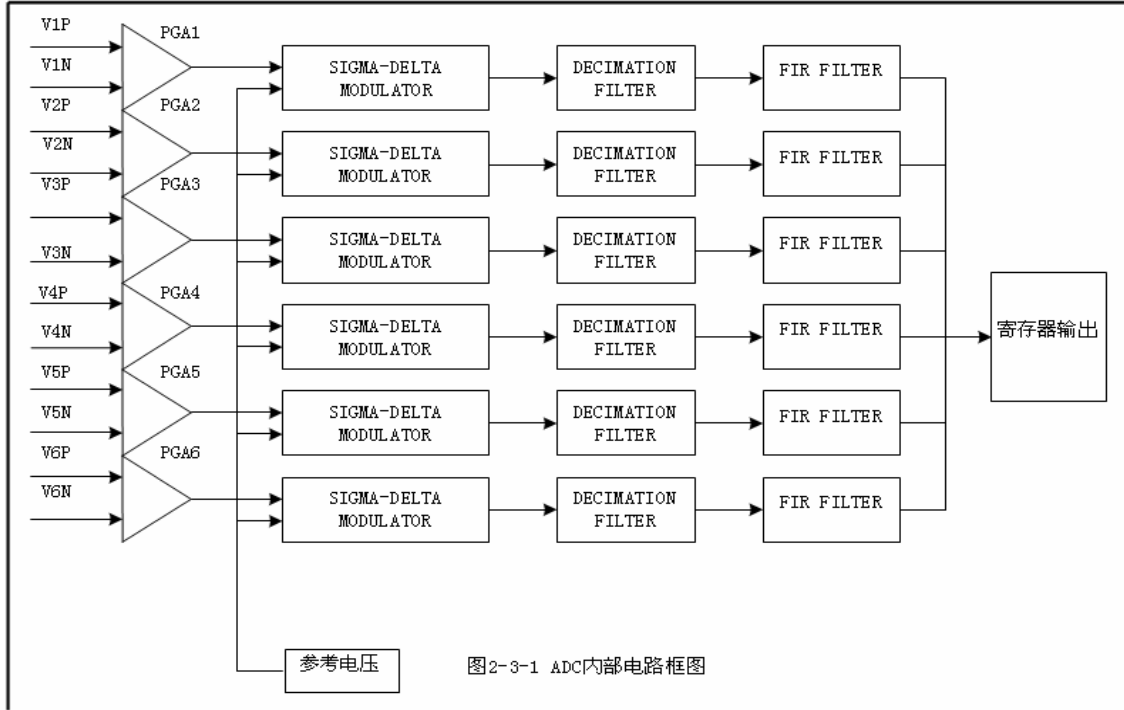 V1P
PGA1
V1N
SIGMA-DELTA
MODULATOR
DECIMATION
FILTER
FIR FILTER
V2P
PGA2
V2N
SIGMA-DELTA
MODULATOR
DECIMATION
FILTER
FIR FILTER
V3P
PGA3
V3N
SIGMA-DELTA
MODULATOR
DECIMATION
FILTER
FIR FILTER
V4P
PGA4
V4N
SIGMA-DELTA
MODULATOR
DECIMATION
FILTER
FIR FILTER
寄存器输出
V5P
PGA5
V5N
SIGMA-DELTA
MODULATOR
DECIMATION
FILTER
FIR FILTER
V6P
PGA6
V6N
SIGMA-DELTA
MODULATOR
DECIMATION
FILTER
FIR FILTER
参考电压
图2-3-1 ADC内部电路框图